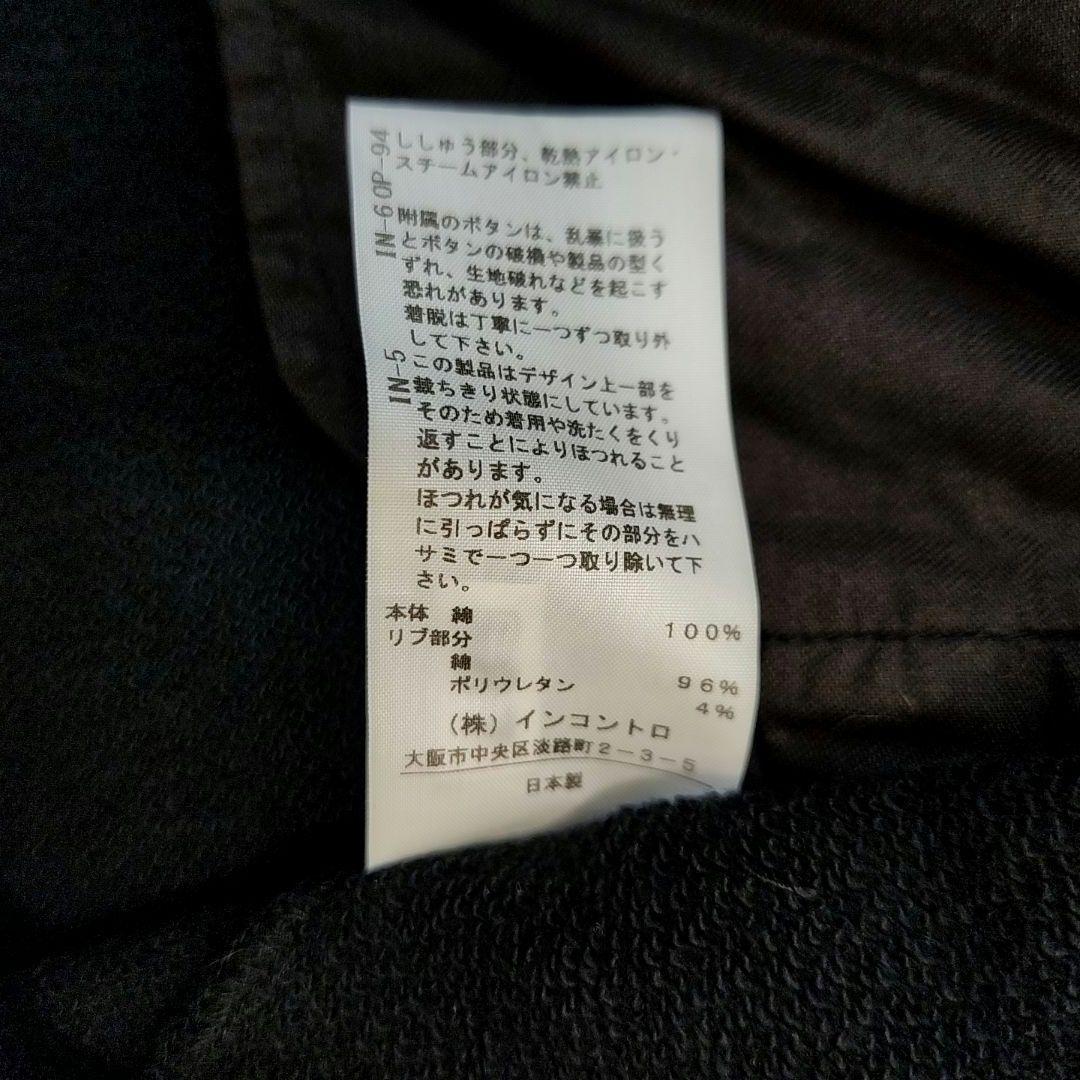 ししゅう部分、乾熱アイロン・
スチームアイロン禁止
OP-94
IN-6
附属のボタンは、乱暴に扱う
とボタンの破損や製品の型く
ずれ、生地破れなどを起こす
恐れがあります。
着脱は丁寧に一つずつ取り外
して下さい。
IN-5
この製品はデザイン上一部を
裁ちきり状態にしています。
そのため着用や洗たくをくり
返すことによりほつれること
があります。
ほつれが気になる場合は無理
に引っぱらずにその部分をハ
サミで一つ一つ取り除いて下
さい。
本体 綿 100%
リブ部分
綿 96%
ポリウレタン 4%
(株)インコントロ
大阪市中央区淡路町2-3-5
日本製